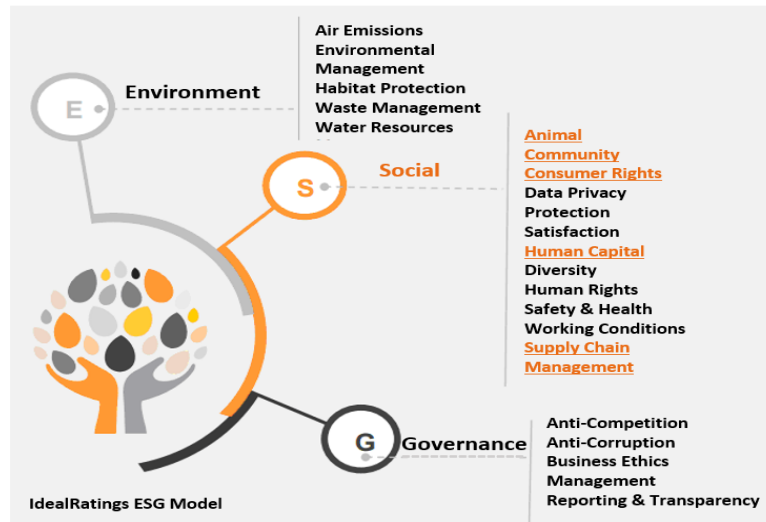 E
Environment
Air Emissions
Environmental
Management
Habitat Protection
Waste Management
Water Resources
S
Social
Animal
Community
Consumer Rights
Data Privacy
Protection
Satisfaction
Human Capital
Diversity
Human Rights
Safety & Health
Working Conditions
Supply Chain
Management
G
Governance
Anti-Competition
Anti-Corruption
Business Ethics
Management
Reporting & Transparency
IdealRatings ESG Model